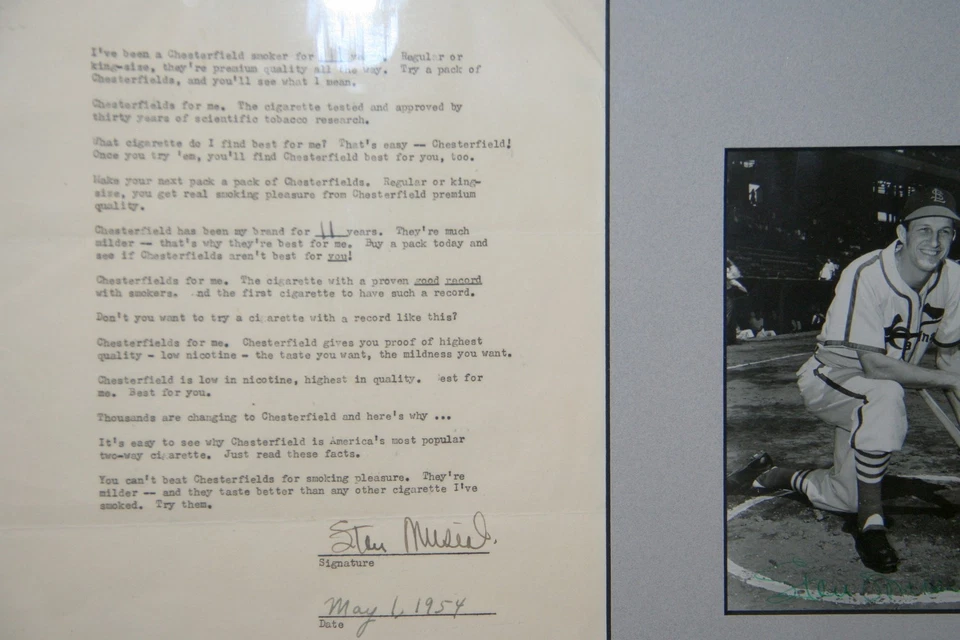 I've been a Chesterfield smoker for Regular or
king-size, they're premium quality all the way. Try a pack of
Chesterfields, and you'll see what I mean.
Chesterfields for me. The cigarette tested and approved by
thirty years of scientific tobacco research.
What cigarette do I find best for me? That's easy — Chesterfield!
Once you try 'em, you'll find Chesterfield best for you, too.
Make your next pack a pack of Chesterfields. Regular or king-
size, you get real smoking pleasure from Chesterfield premium
quality.
Chesterfield has been my brand for 11 years. They're much
milder — that's why they're best for me. Buy a pack today and
see if Chesterfields aren't best for you!
Chesterfields for me. The cigarette with a proven good record
with smokers. nd the first cigarette to have such a record.
Don't you want to try a ci arette with a record like this?
Chesterfields for me. Chesterfield gives you proof of highest
quality - low nicotine - the taste you want, the mildness you want.
Chesterfield is low in nicotine, highest in quality. est for
me. Best for you.
Thousands are changing to Chesterfield and here's why ...
It's easy to see why Chesterfield is America's most popular
two-way ci arette. Just read these facts.
You can't beat Chesterfields for smoking pleasure. They're
milder — and they taste better than any other cigarette I've
smoked. Try them.
Stan Musial.
Signature
May 1, 1954
Date
StL
Stan